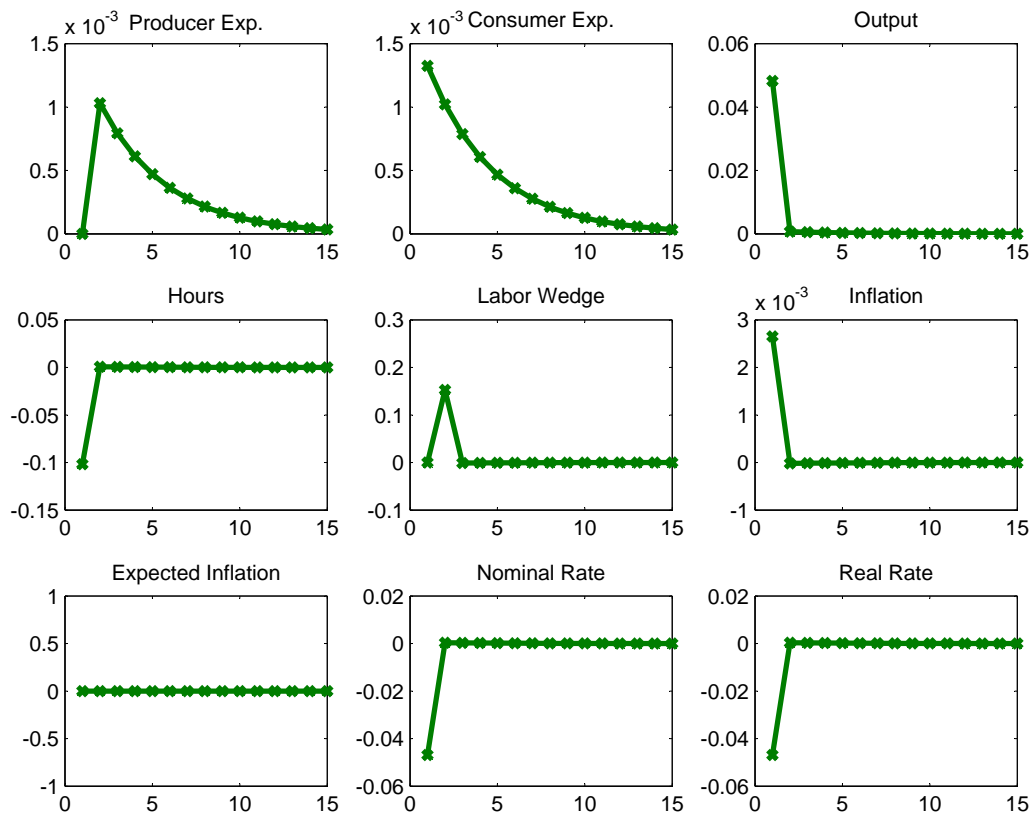 x 10^-3 Producer Exp.
1.5
1
0.5
0
0 5 10 15
x 10^-3 Consumer Exp.
1.5
1
0.5
0
0 5 10 15
Output
0.06
0.04
0.02
0
0 5 10 15
Hours
0.05
0
-0.05
-0.1
-0.15
0 5 10 15
Labor Wedge
0.3
0.2
0.1
0
-0.1
0 5 10 15
x 10^-3 Inflation
3
2
1
0
-1
0 5 10 15
Expected Inflation
1
0.5
0
-0.5
-1
0 5 10 15
Nominal Rate
0.02
0
-0.02
-0.04
-0.06
0 5 10 15
Real Rate
0.02
0
-0.02
-0.04
-0.06
0 5 10 15